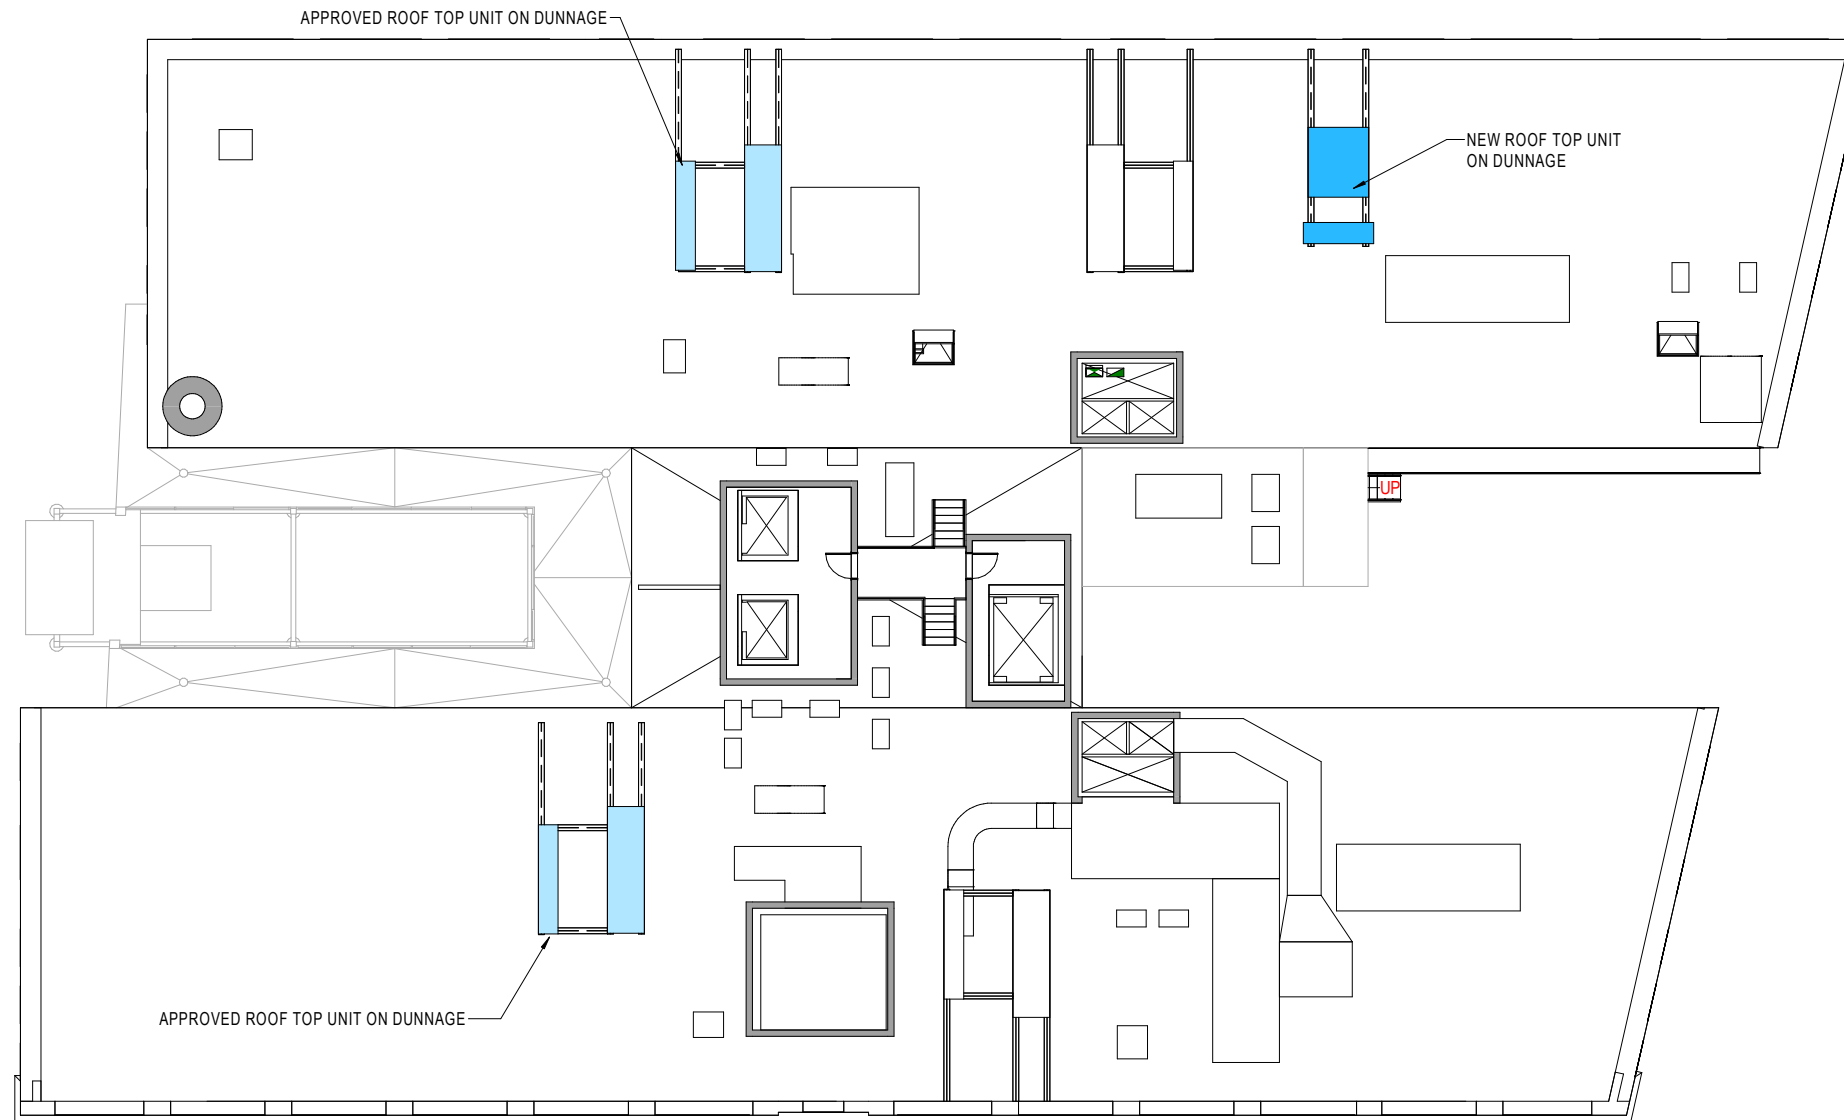 APPROVED ROOF TOP UNIT ON DUNNAGE
NEW ROOF TOP UNIT
ON DUNNAGE
UP
APPROVED ROOF TOP UNIT ON DUNNAGE